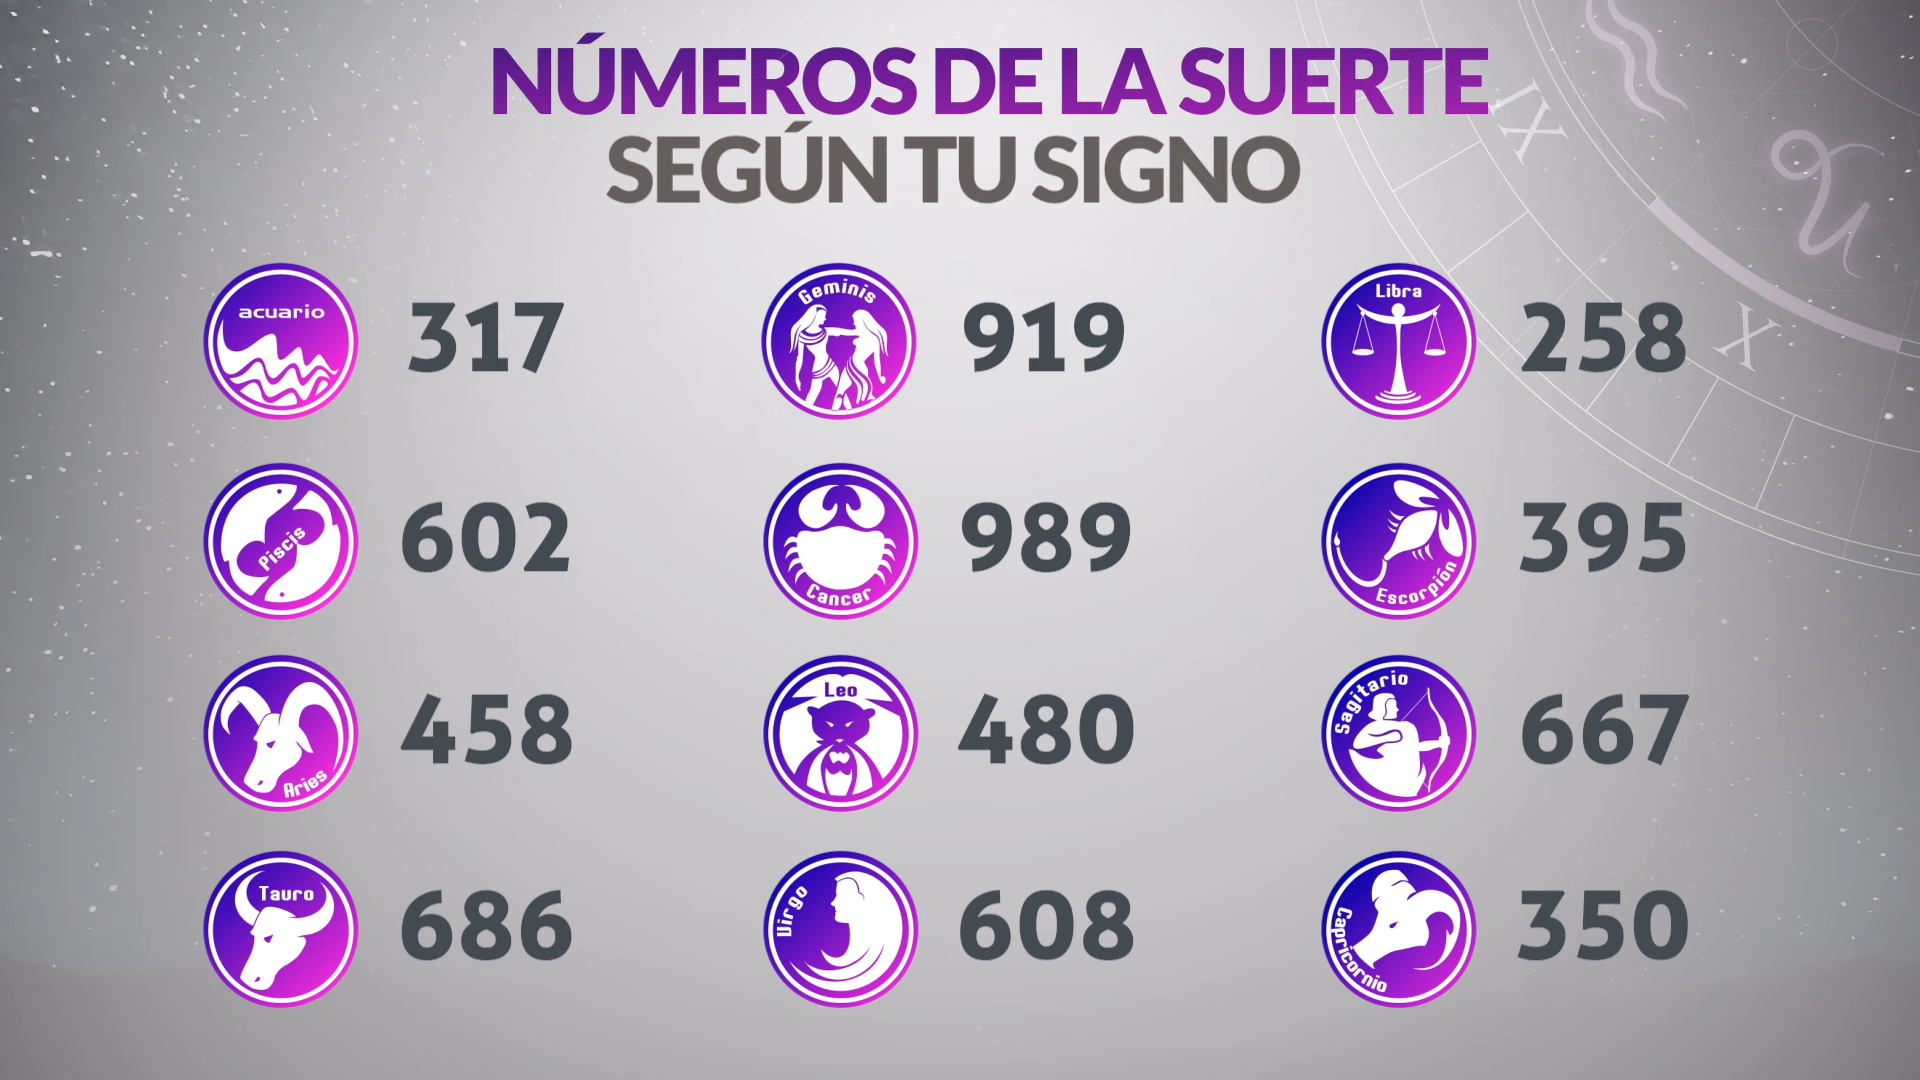 NÚMEROS DE LA SUERTE
SEGÚN TU SIGNO
acuario 317
Geminis 919
Libra 258
Piscis 602
Cancer 989
Escorpión 395
Aries 458
Leo 480
Sagitario 667
Tauro 686
Virgo 608
Capricornio 350
IX
X